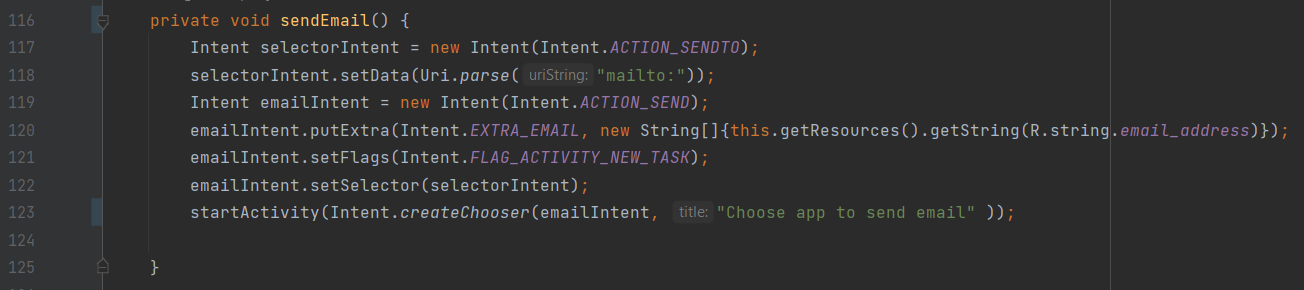 116 private void sendEmail() {
117 Intent selectorIntent = new Intent(Intent.ACTION_SENDTO);
118 selectorIntent.setData(Uri.parse( uriString: "mailto:"));
119 Intent emailIntent = new Intent(Intent.ACTION_SEND);
120 emailIntent.putExtra(Intent.EXTRA_EMAIL, new String[]{this.getResources().getString(R.string.email_address)});
121 emailIntent.setFlags(Intent.FLAG_ACTIVITY_NEW_TASK);
122 emailIntent.setSelector(selectorIntent);
123 startActivity(Intent.createChooser(emailIntent, title: "Choose app to send email" ));
124
125 }